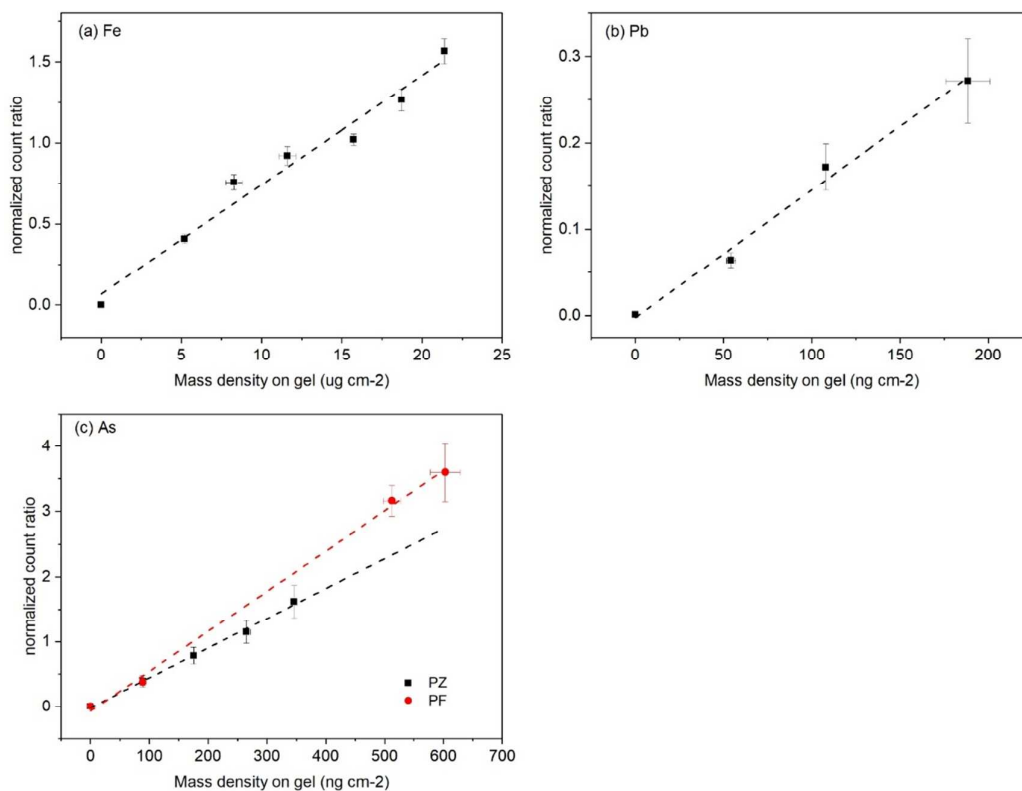 (a) Fe
1.5
1.0
0.5
0.0
normalized count ratio
0 5 10 15 20 25
Mass density on gel (ug cm-2)
(b) Pb
0.3
0.2
0.1
0.0
normalized count ratio
0 50 100 150 200
Mass density on gel (ng cm-2)
(c) As
4
3
2
1
0
normalized count ratio
PZ
PF
0 100 200 300 400 500 600 700
Mass density on gel (ng cm-2)